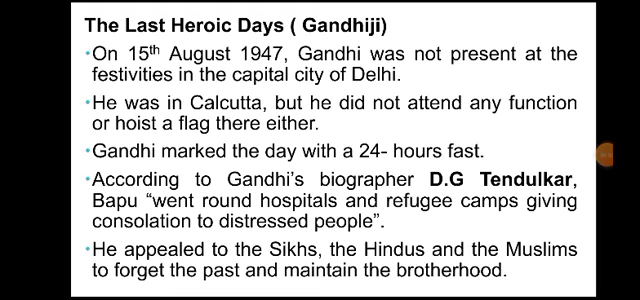 The Last Heroic Days ( Gandhiji)
•On 15th August 1947, Gandhi was not present at the
festivities in the capital city of Delhi.
•He was in Calcutta, but he did not attend any function
or hoist a flag there either.
•Gandhi marked the day with a 24- hours fast.
•According to Gandhi's biographer D.G Tendulkar,
Bapu “went round hospitals and refugee camps giving
consolation to distressed people”.
•He appealed to the Sikhs, the Hindus and the Muslims
to forget the past and maintain the brotherhood.